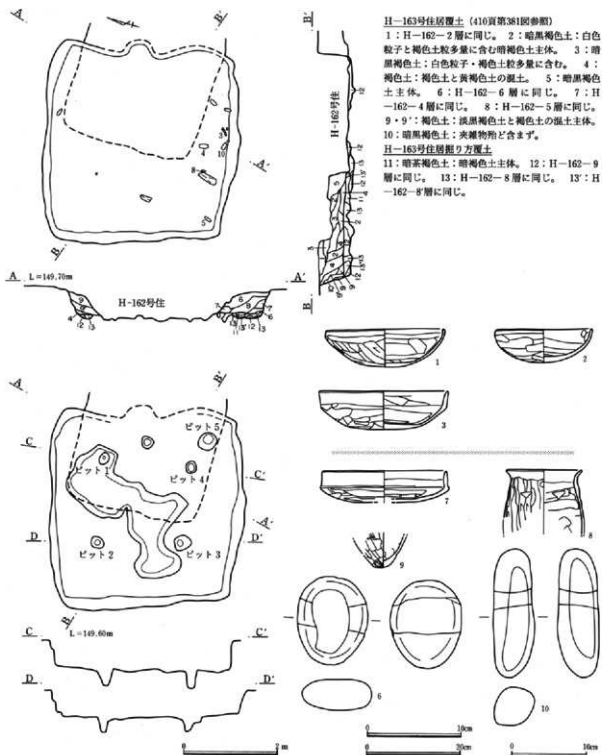 H-163号住居覆土 (410頁第381図参照)
1：H-162-2層に同じ。 2：暗黒褐色土：白色
粒子と褐色土粒多量に含む暗褐色土主体。 3：暗
黒褐色土：白色粒子・褐色土粒多量に含む。 4：
褐色土：褐色土と黄褐色土の混土。 5：暗黒褐色
土主体。 6：H-162-6層に同じ。 7：H
-162-4層に同じ。 8：H-162-5層に同じ。
9・9'：褐色土：淡黒褐色土と褐色土の混土主体。
10：暗黒褐色土：夾雑物殆ど含まず。
H-163号住居掘り方覆土
11：暗茶褐色土：暗褐色土主体。 12：H-162-9
層に同じ。 13：H-162-8層に同じ。 13'：H
-162-8'層に同じ。
A
B'
3
4
10
8
A'
B
B'
H-162号住
B
A
L=149.70m
H-162号住
A'
A
B'
C
C'
ピット5
ピット1
ピット4
D
D'
ピット2
ピット3
A'
B
C
L=149.60m
C'
D
D'
0
2 m
1
2
3
7
8
9
6
10
0
10cm
0
20cm
0
10cm